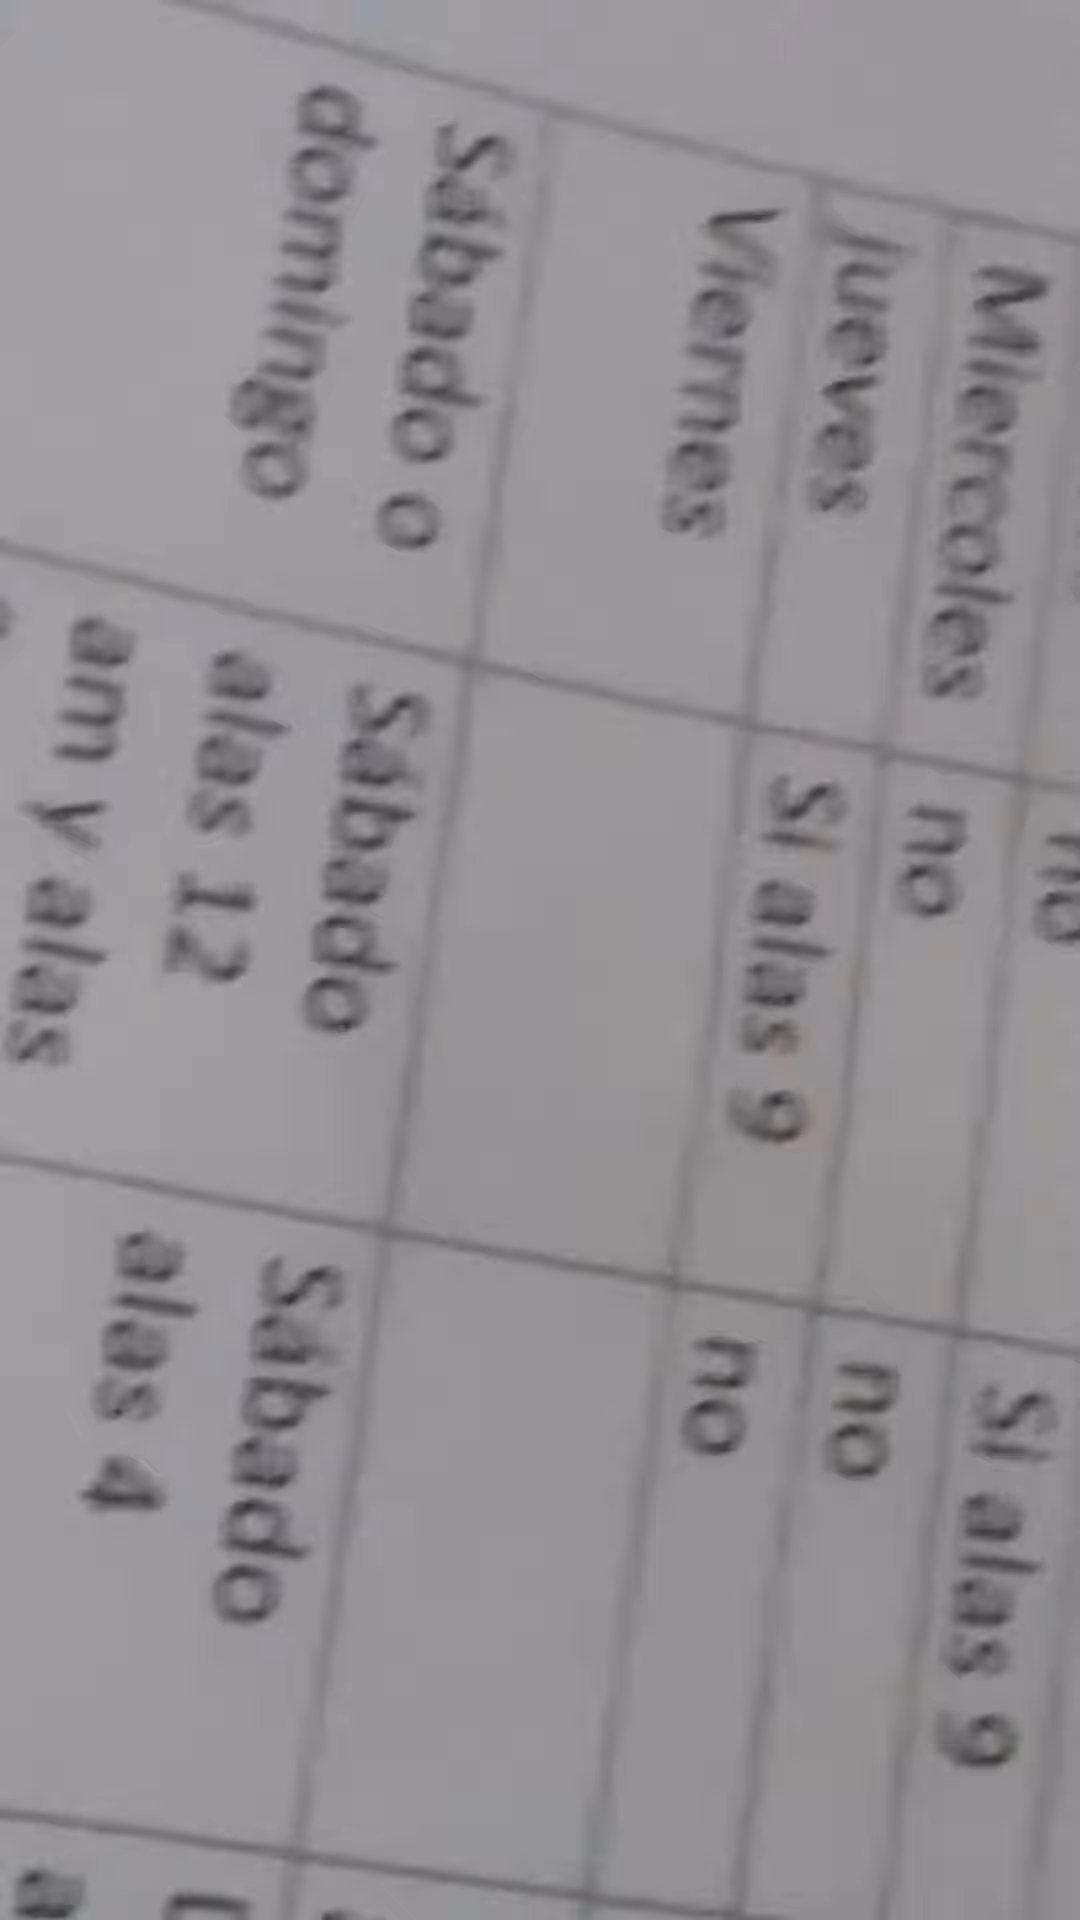 no Si alas 9
Miercoles no no
Jueves Si alas 9 no
Viernes
Sábado o Sábado Sábado
domingo alas 12 alas 4
am y alas